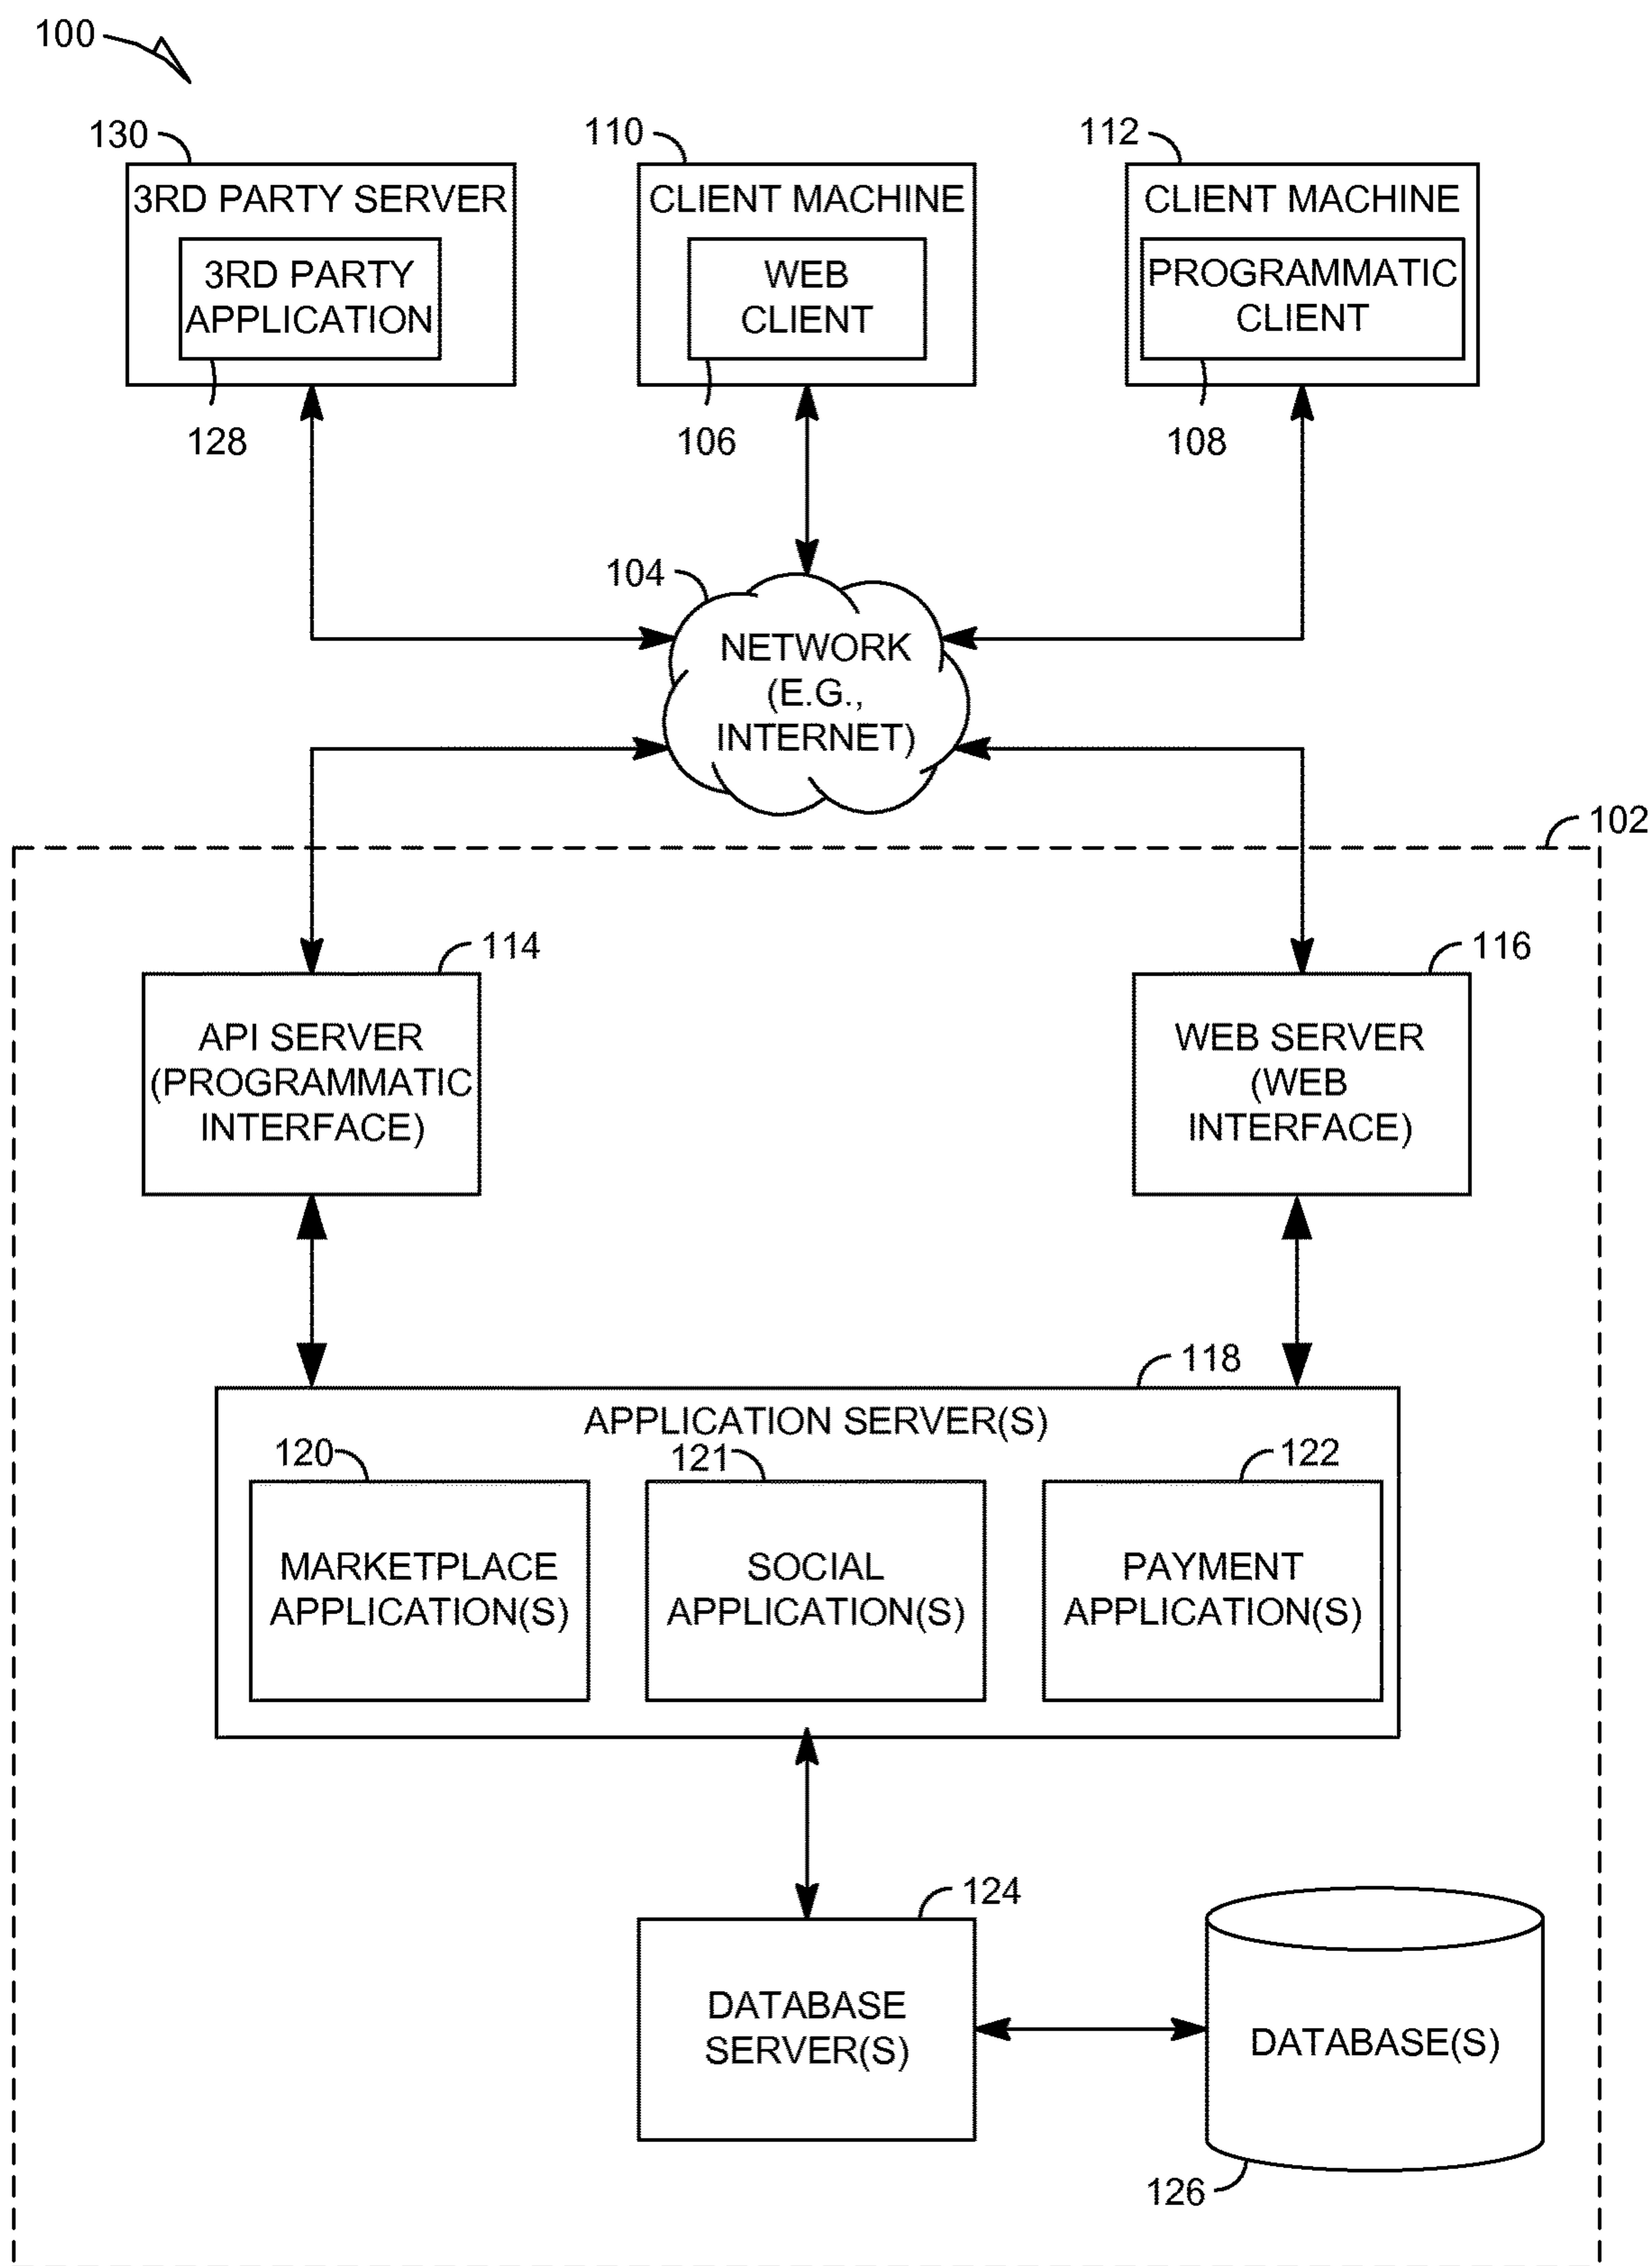 100
130
110
112
3RD PARTY SERVER
CLIENT MACHINE
CLIENT MACHINE
3RD PARTY
APPLICATION
WEB
CLIENT
PROGRAMMATIC
CLIENT
128
106
108
104
NETWORK
(E.G.,
INTERNET)
102
114
116
API SERVER
(PROGRAMMATIC
INTERFACE)
WEB SERVER
(WEB
INTERFACE)
118
APPLICATION SERVER(S)
120
121
122
MARKETPLACE
APPLICATION(S)
SOCIAL
APPLICATION(S)
PAYMENT
APPLICATION(S)
124
DATABASE
SERVER(S)
DATABASE(S)
126